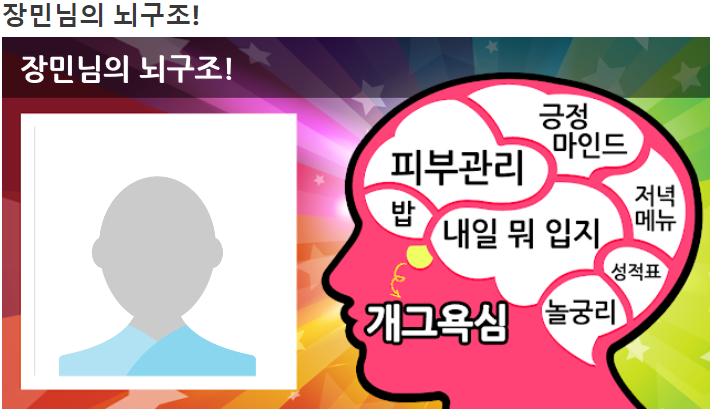 장민님의 뇌구조!
장민님의 뇌구조!
긍정
마인드
피부관리
저녁
메뉴
밥
내일 뭐 입지
성적표
놀궁리
개그욕심